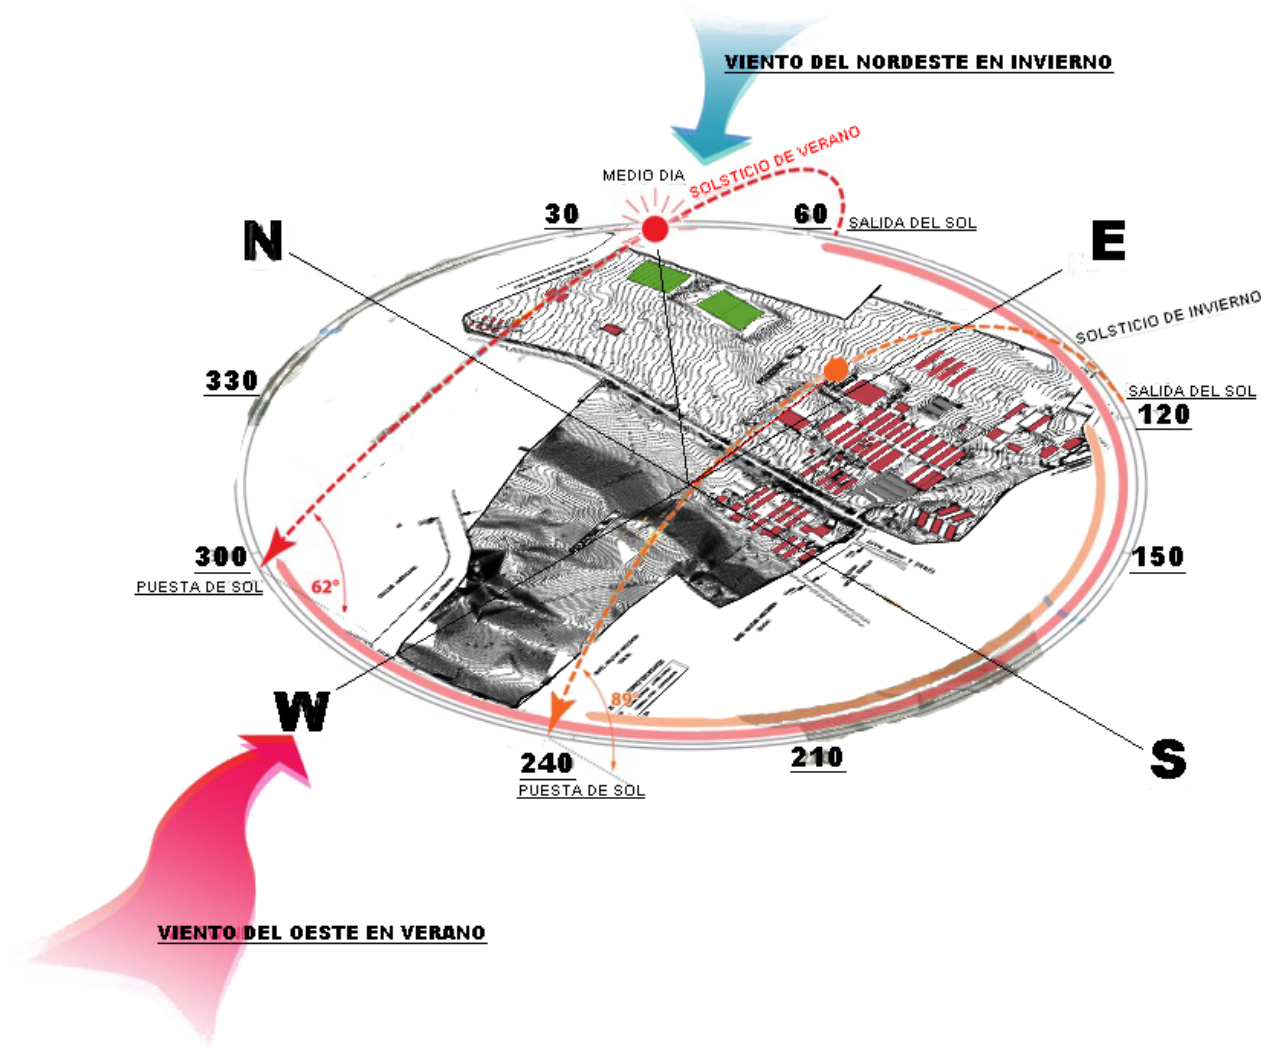 VIENTO DEL NORDESTE EN INVIERNO
SOLSTICIO DE VERANO
MEDIO DIA
30
60
SALIDA DEL SOL
N
E
SOLSTICIO DE INVIERNO
330
SALIDA DEL SOL
120
300
PUESTA DE SOL
62°
150
W
89°
240
PUESTA DE SOL
210
S
VIENTO DEL OESTE EN VERANO